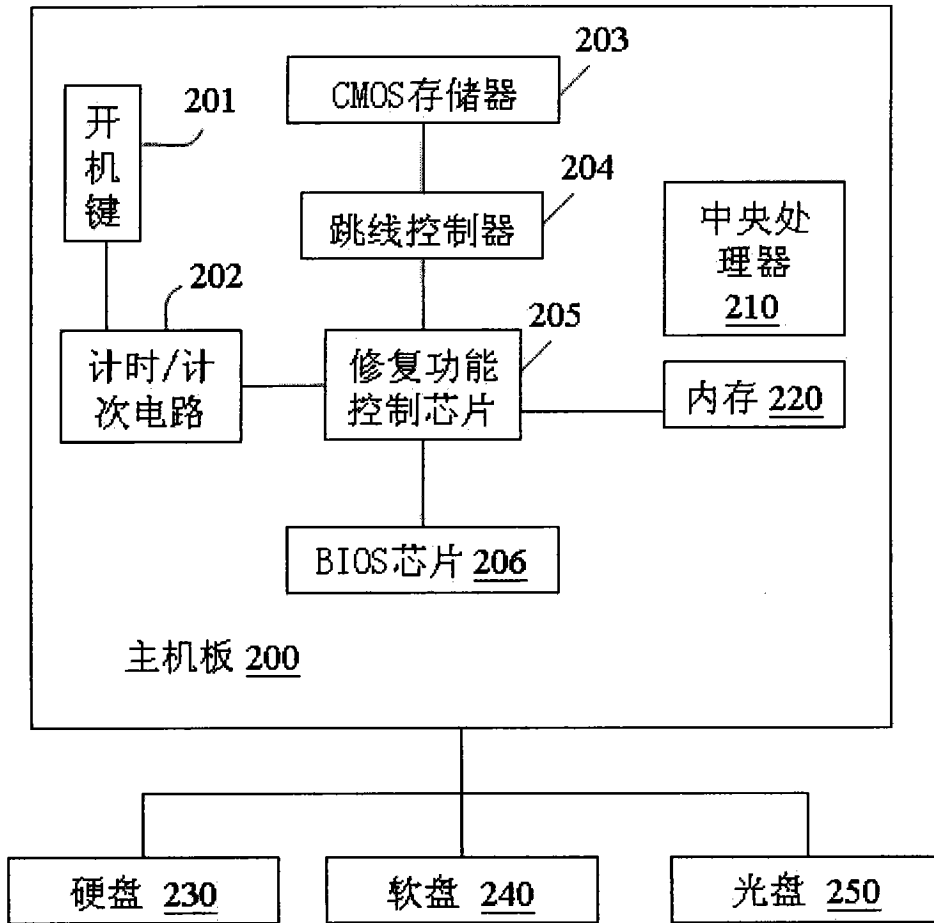 203
CMOS存储器
201
开
机
键
204
跳线控制器
中央处
理器
210
202
205
计时/计
次电路
修复功能
控制芯片
内存 220
BIOS芯片 206
主机板 200
硬盘 230
软盘 240
光盘 250